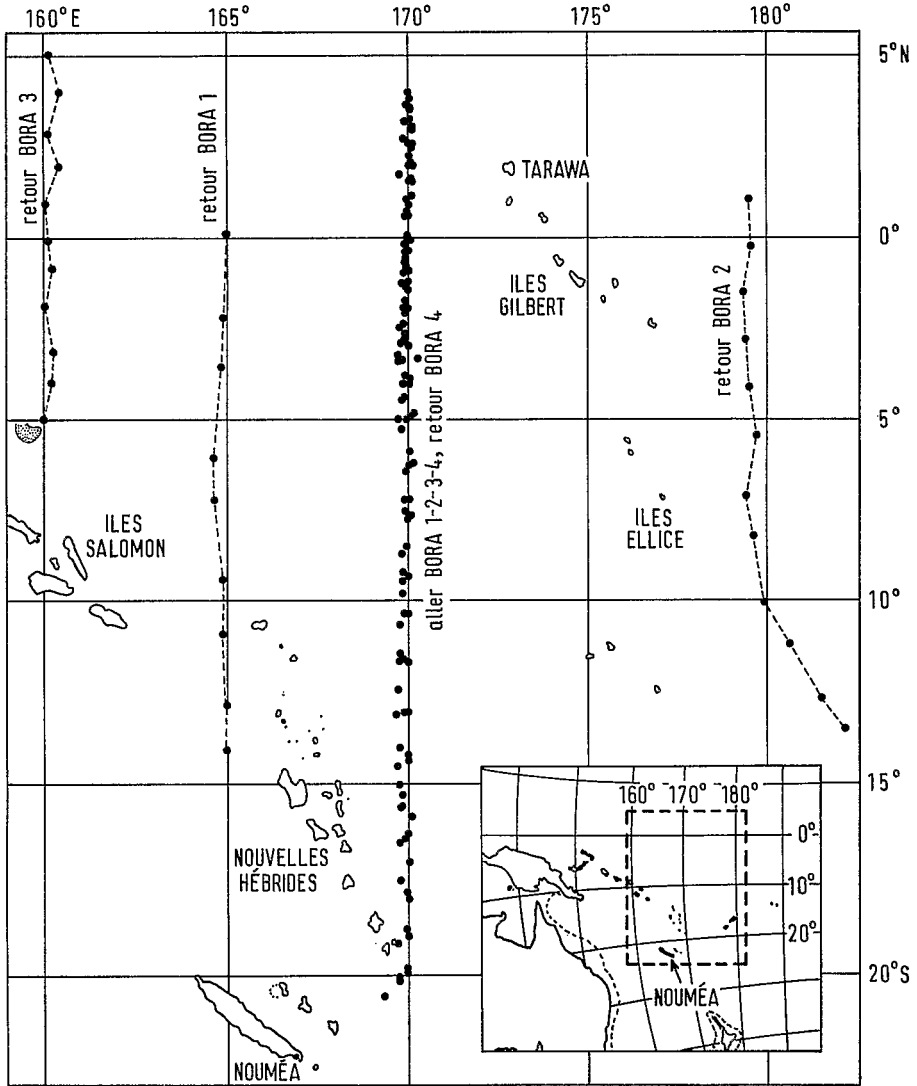 160°E 165° 170° 175° 180°
5°N
retour BORA 3
retour BORA 1
TARAWA
0°
ILES
GILBERT
retour BORA 2
aller BORA 1-2-3-4, retour BORA 4
5°
ILES
SALOMON
ILES
ELLICE
10°
15°
NOUVELLES
HÉBRIDES
20°S
NOUMÉA
160° 170° 180°
0°
10°
20°
NOUMÉA